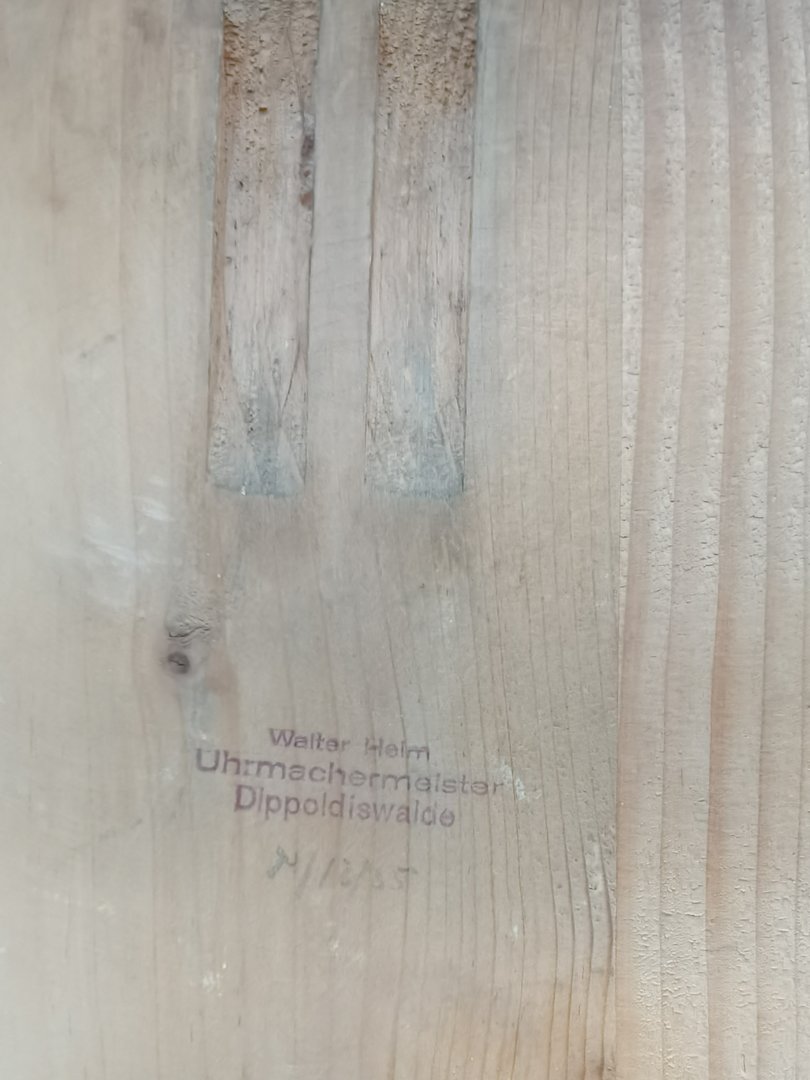 Walter Heim
Uhrmachermeister
Dippoldiswalde